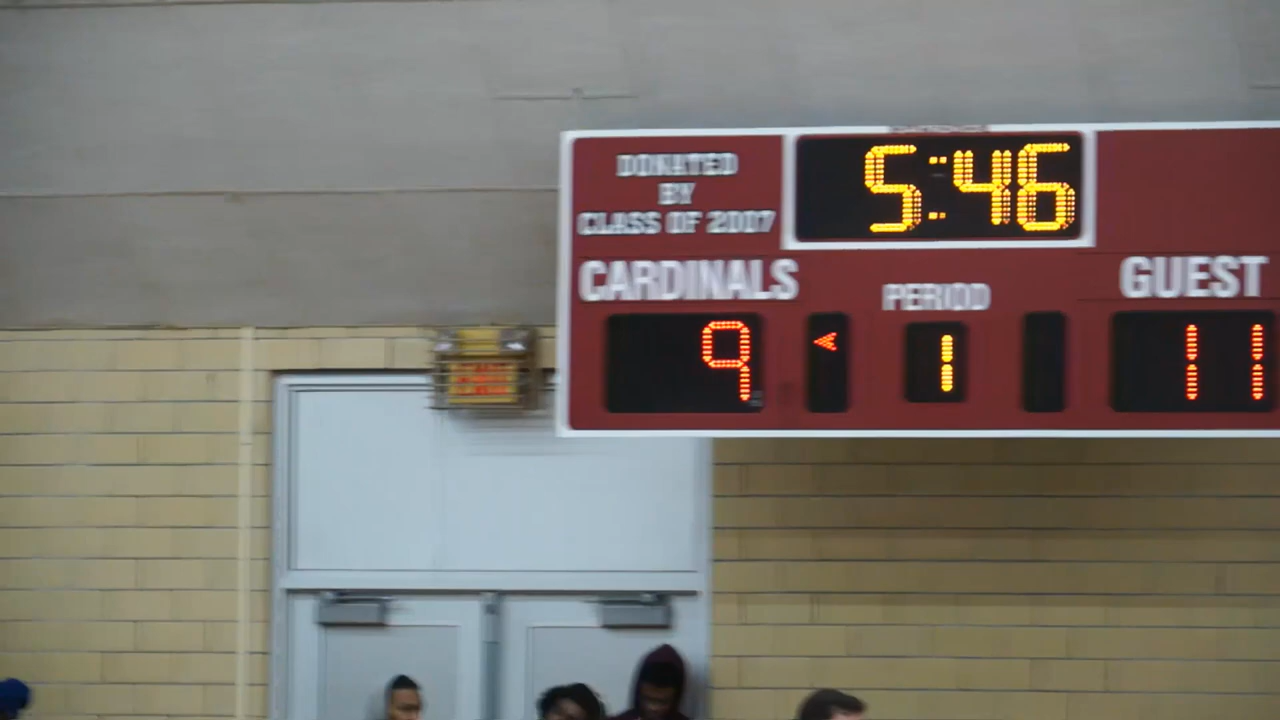 DONATED
BY
CLASS OF 2007
5:46
CARDINALS
PERIOD
GUEST
9
<
1
11